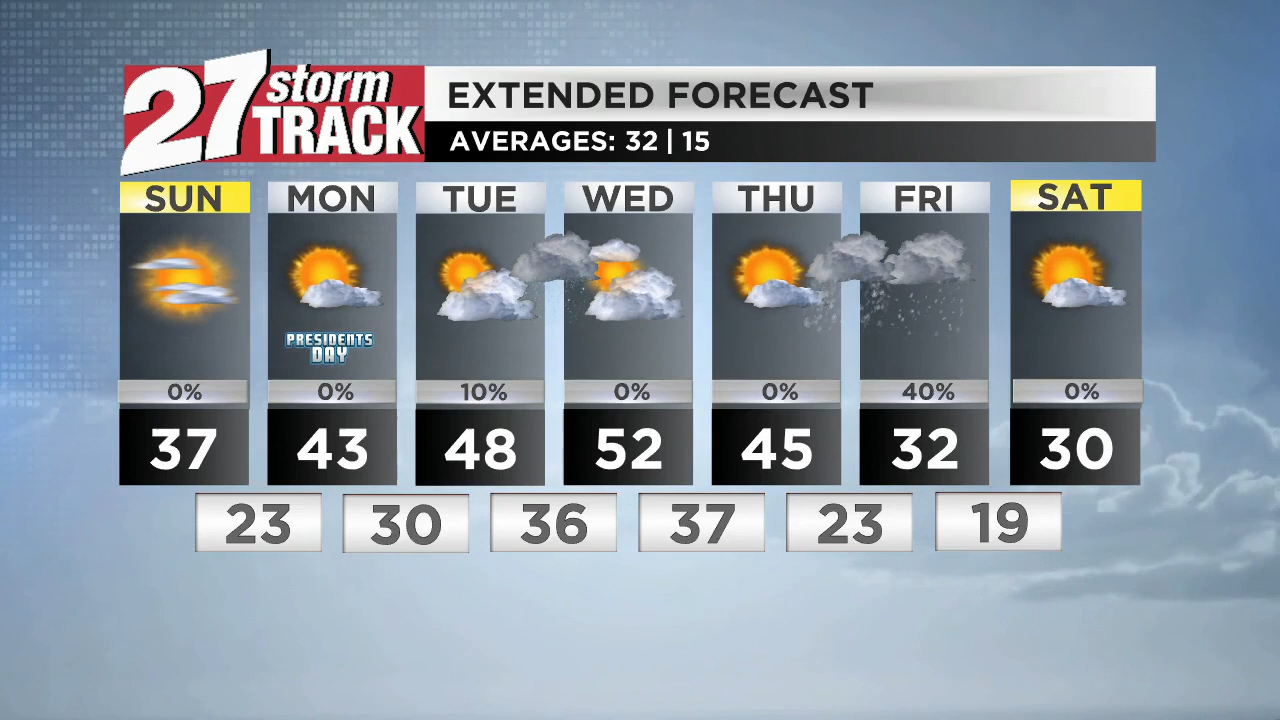 27 storm TRACK
EXTENDED FORECAST
AVERAGES: 32 | 15
SUN MON TUE WED THU FRI SAT
PRESIDENTS
DAY
0% 0% 10% 0% 0% 40% 0%
37 43 48 52 45 32 30
23 30 36 37 23 19